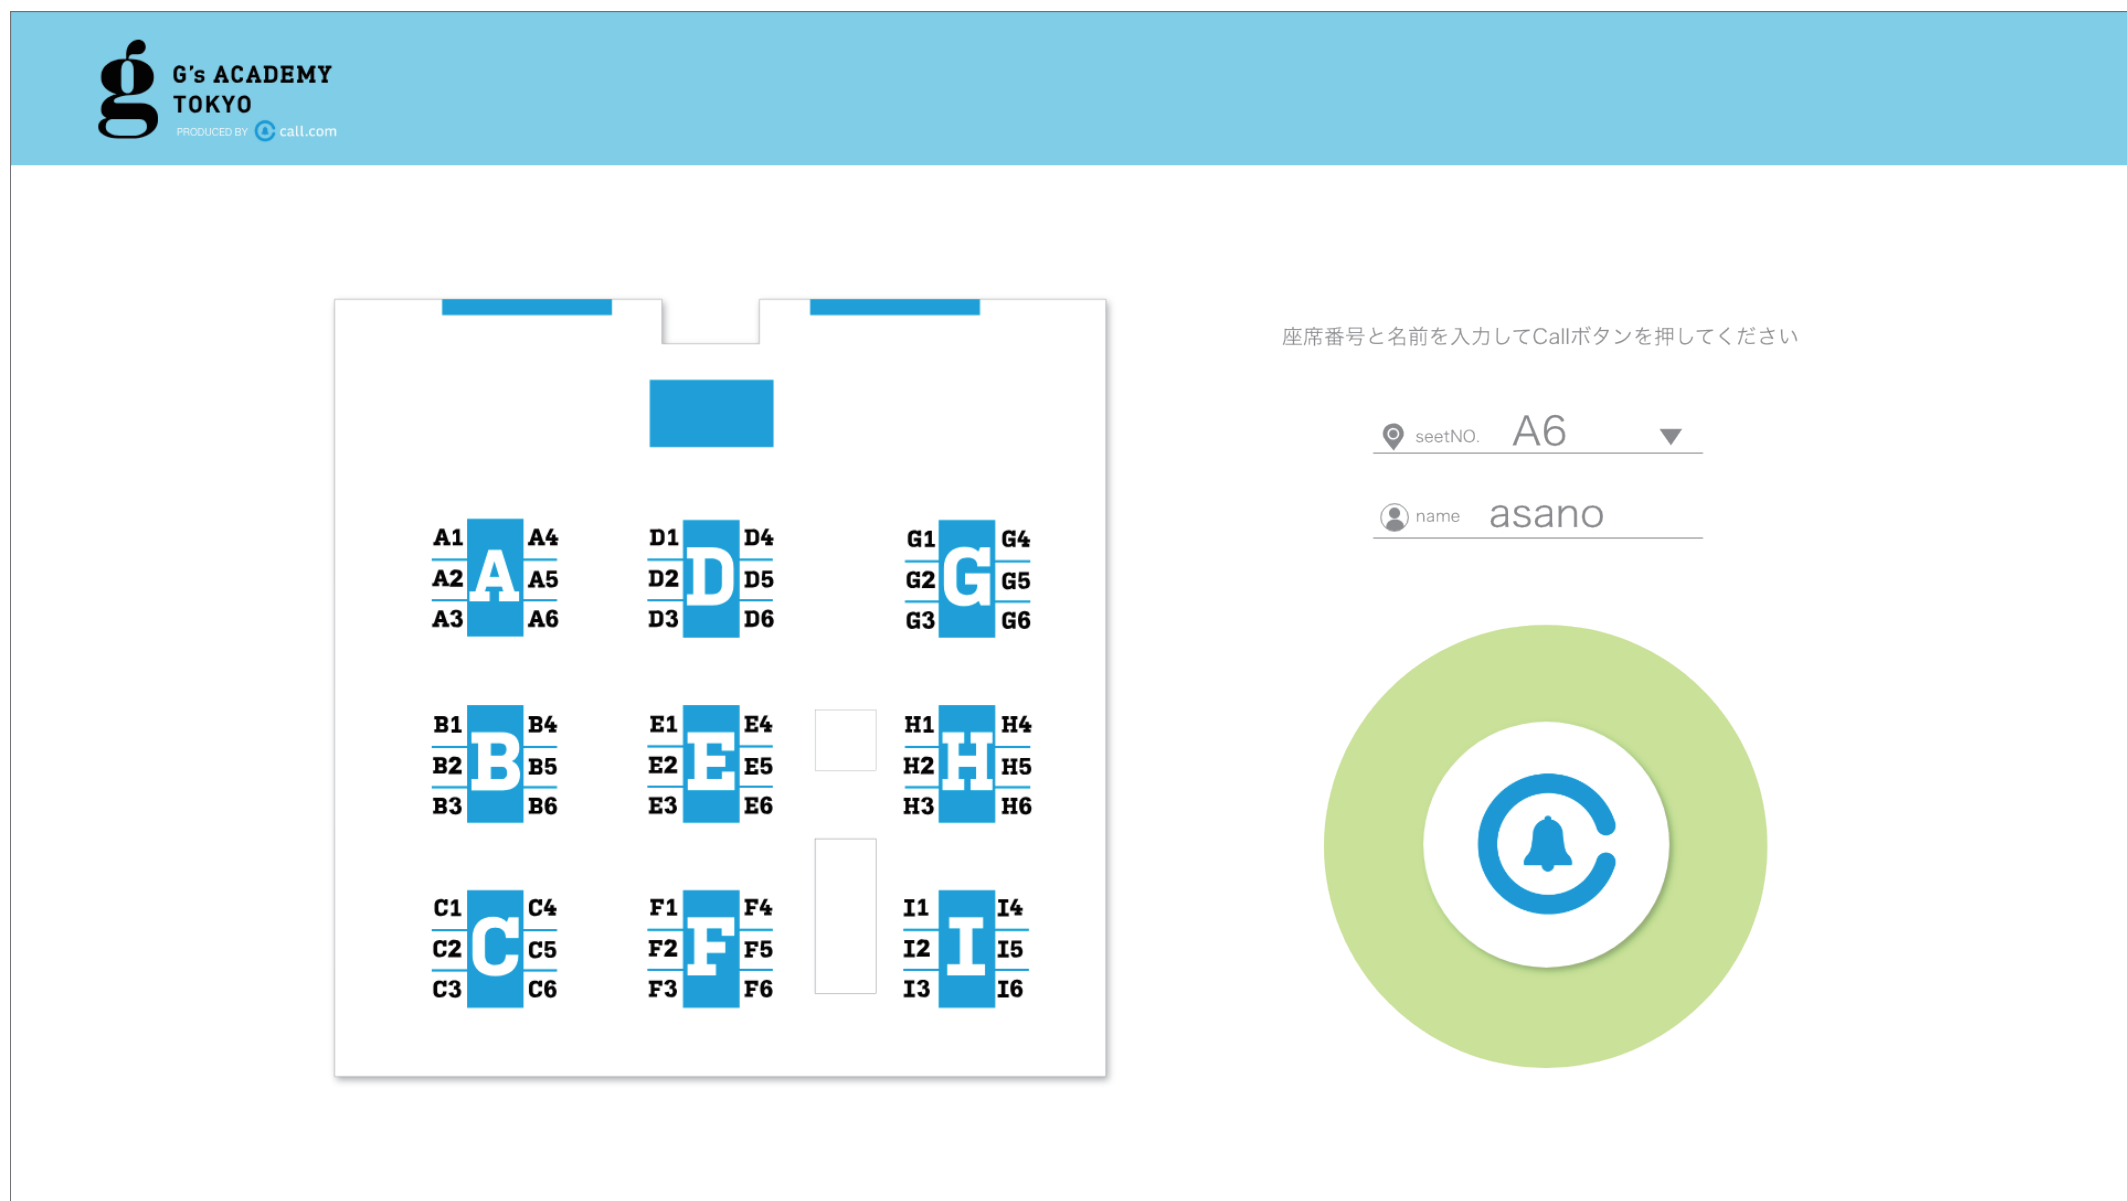 g
G's ACADEMY
TOKYO
PRODUCED BY call.com
座席番号と名前を入力してCallボタンを押してください
seetNO. A6
name asano
A1 A4
A2 A A5
A3 A6
D1 D4
D2 D D5
D3 D6
G1 G4
G2 G G5
G3 G6
B1 B4
B2 B B5
B3 B6
E1 E4
E2 E E5
E3 E6
H1 H4
H2 H H5
H3 H6
C1 C4
C2 C C5
C3 C6
F1 F4
F2 F F5
F3 F6
I1 I4
I2 I I5
I3 I6